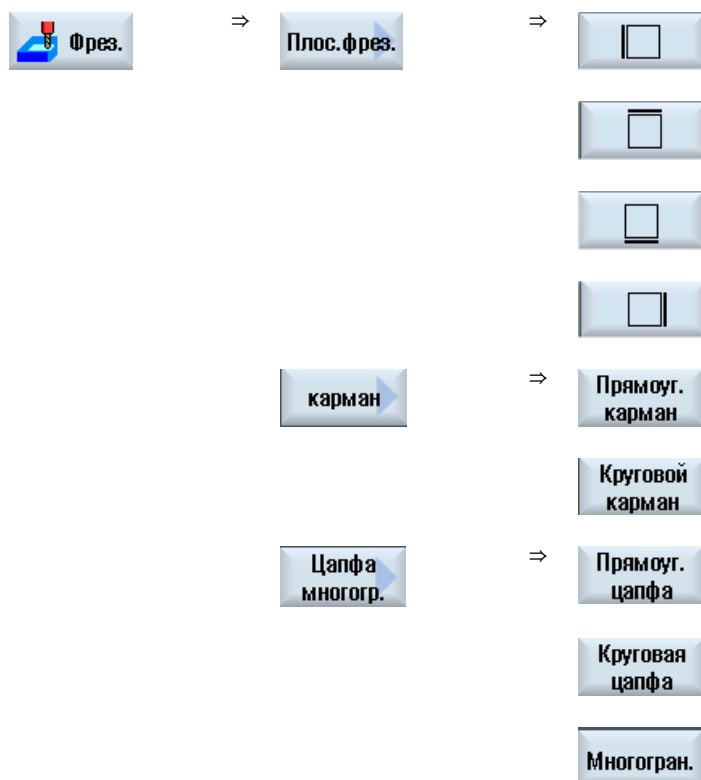 Фрез.
⇒
Плос.фрез.
⇒
карман
⇒
Прямоуг.
карман
Круговой
карман
Цапфа
многогр.
⇒
Прямоуг.
цапфа
Круговая
цапфа
Многогран.